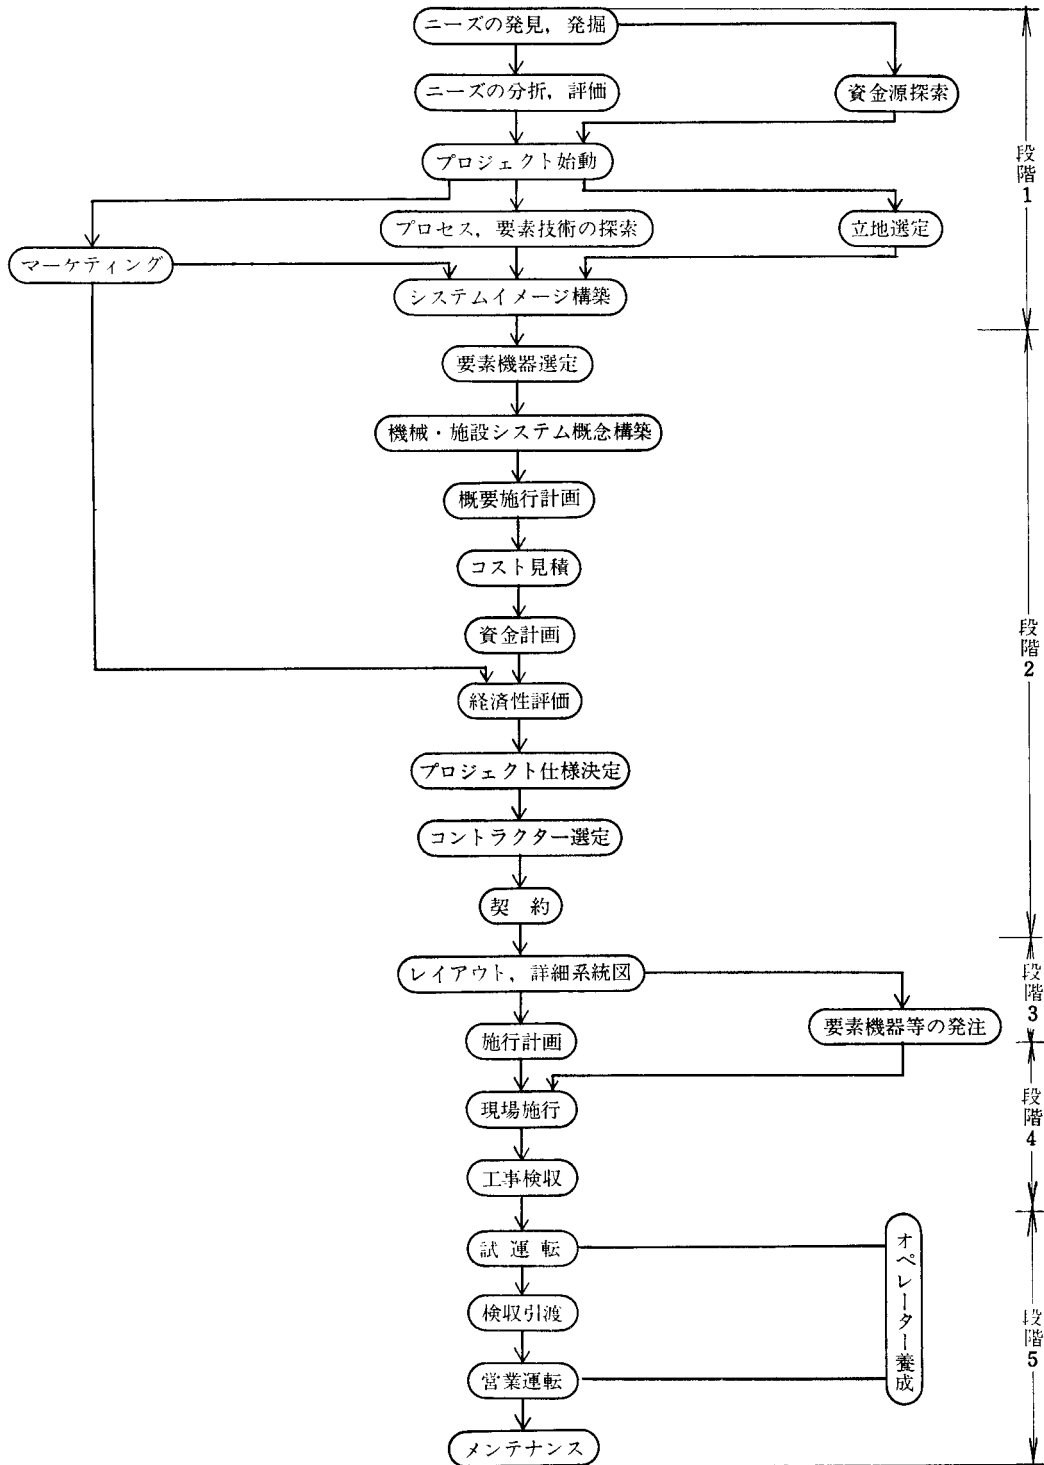 ニーズの発見，発掘
ニーズの分折，評価
資金源探索
プロジェクト始動
段階1
プロセス，要素技術の探索
立地選定
マーケティング
システムイメージ構築
要素機器選定
機械・施設システム概念構築
概要施行計画
コスト見積
資金計画
段階2
経済性評価
プロジェクト仕様決定
コントラクター選定
契　約
レイアウト，詳細系統図
段階3
要素機器等の発注
施行計画
現場施行
段階4
工事検収
試運転
オペレーター養成
検収引渡
段階5
営業運転
メンテナンス